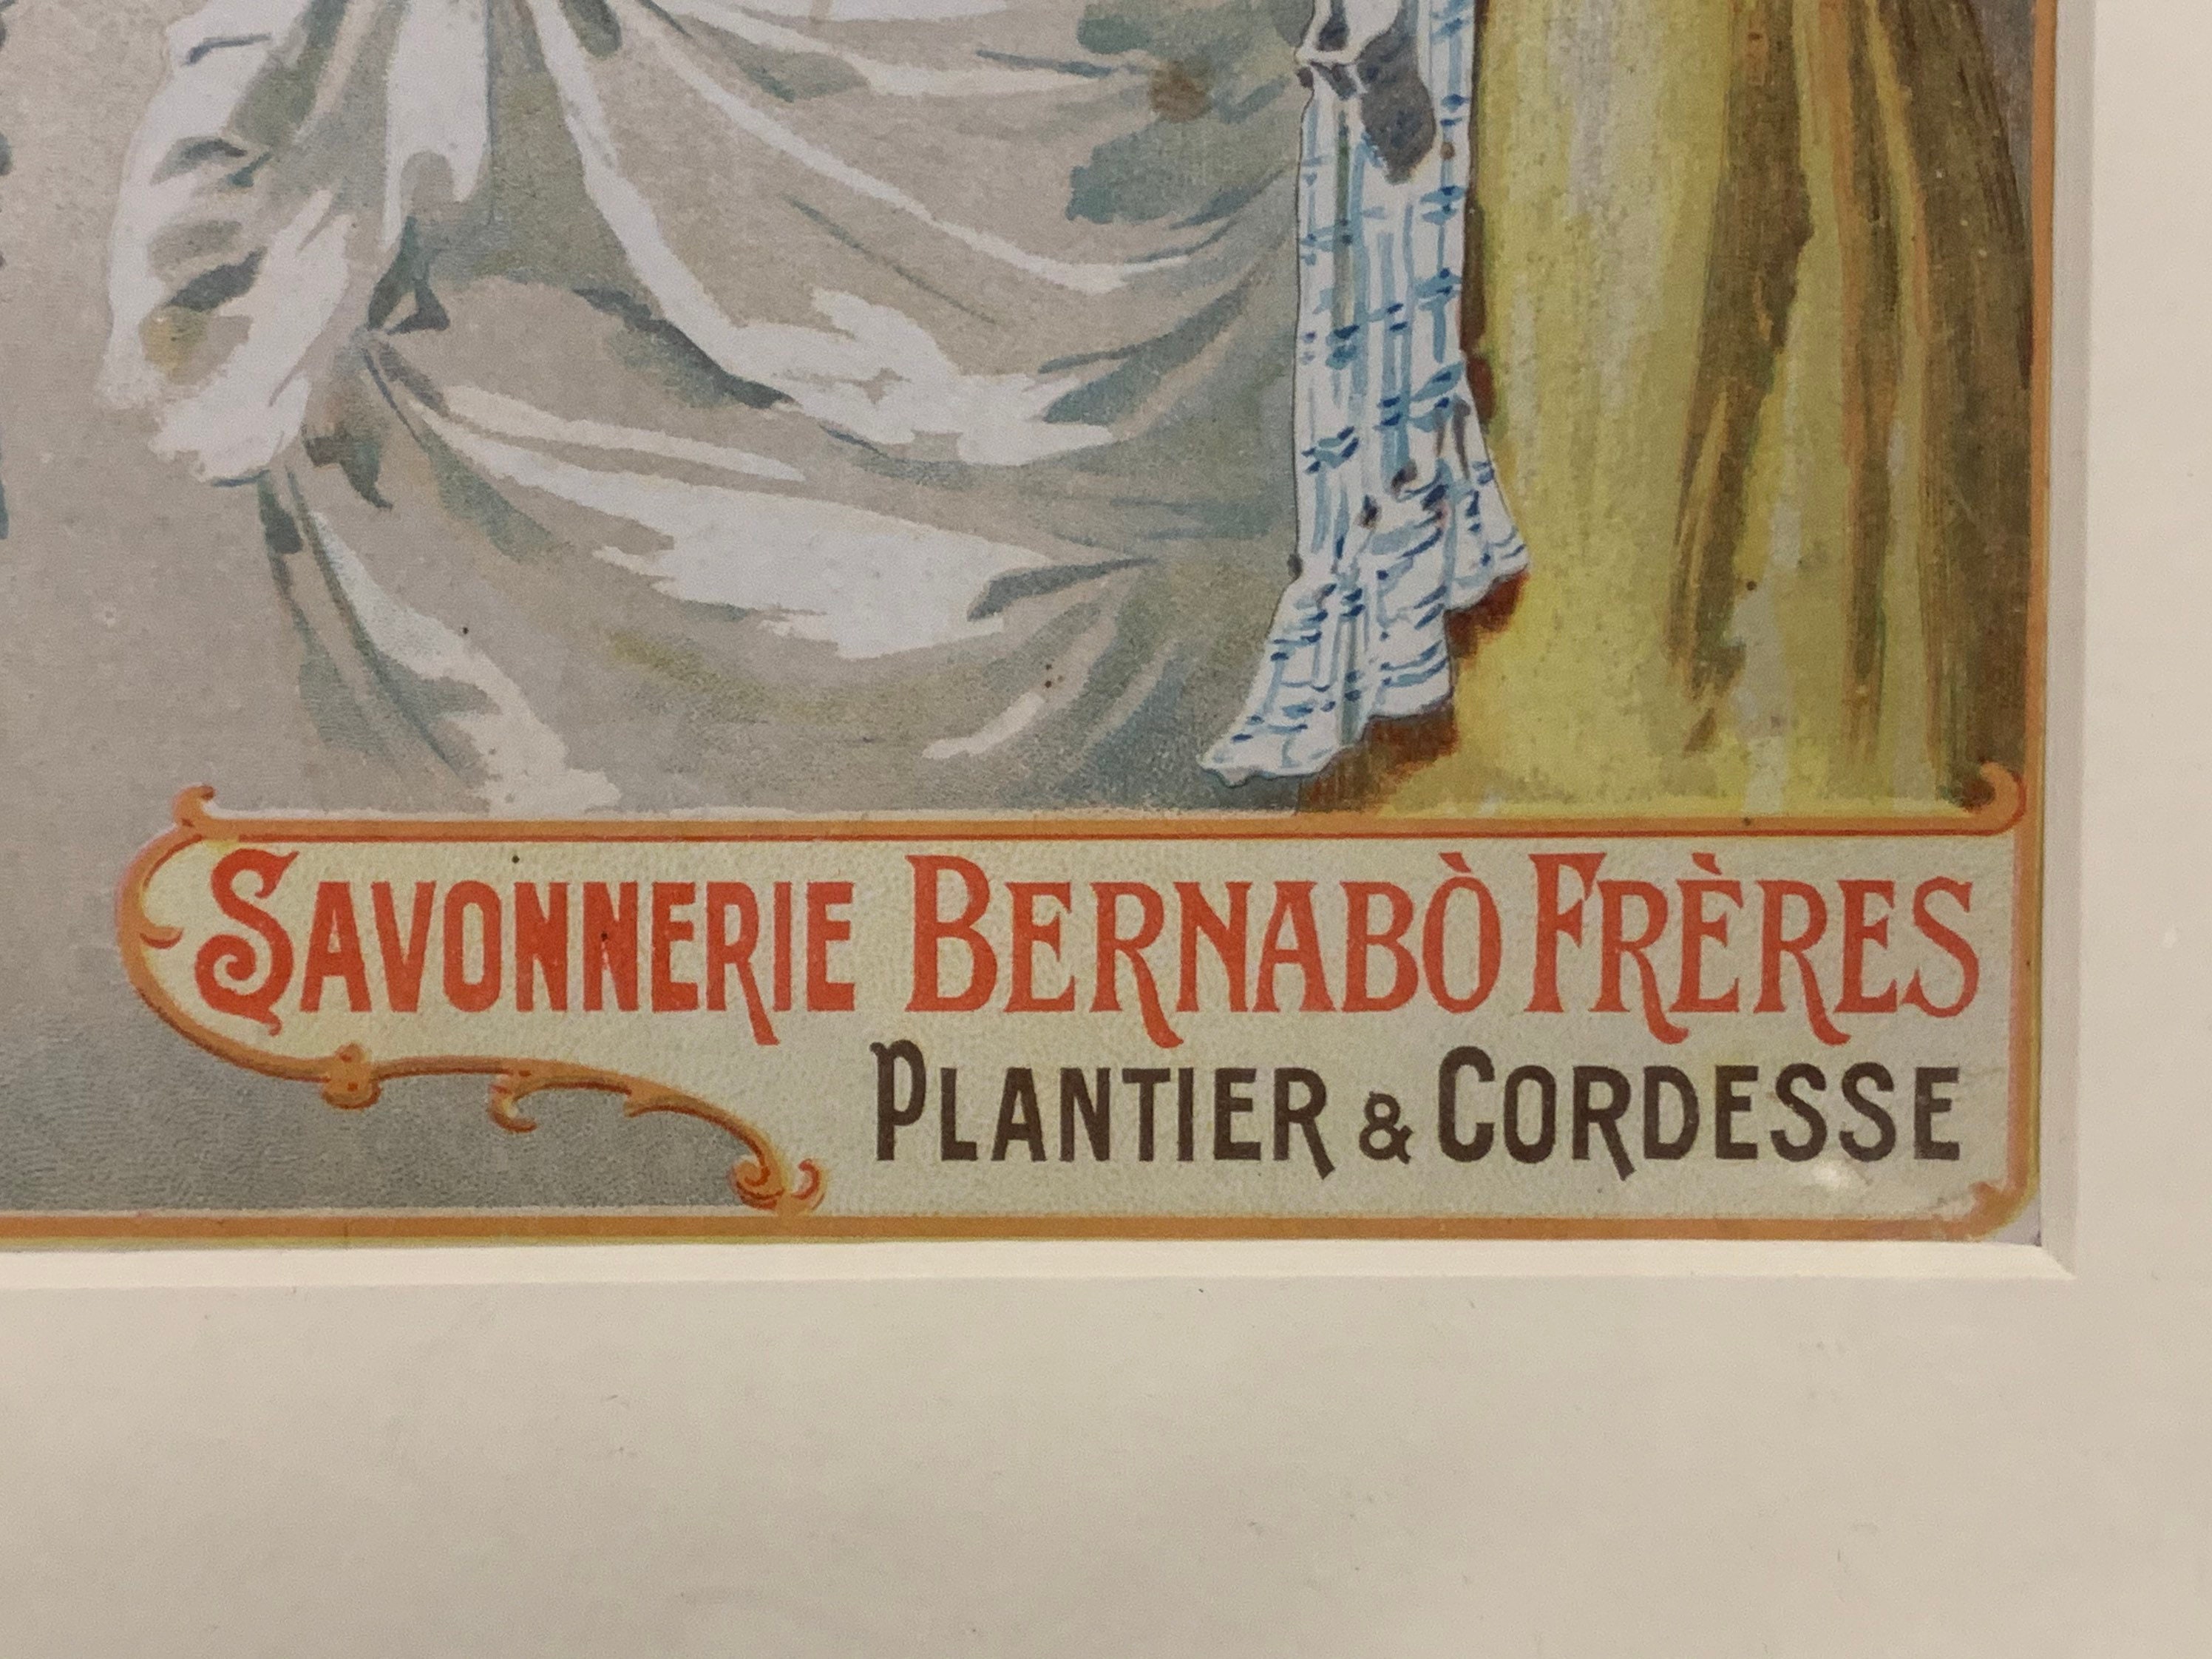 SAVONNERIE BERNABÒ FRÈRES
PLANTIER & CORDESSE